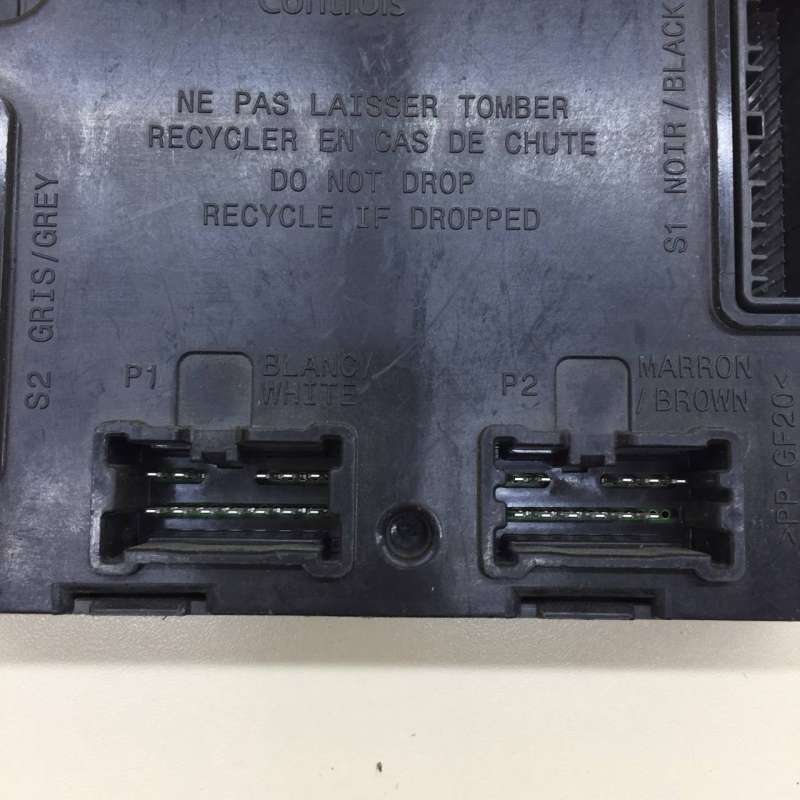 Controls
NE PAS LAISSER TOMBER
RECYCLER EN CAS DE CHUTE
DO NOT DROP
RECYCLE IF DROPPED
S1 NOIR/BLACK
S2 GRIS/GREY
P1
BLANC/
WHITE
P2
MARRON
/BROWN
>PP-GF20<